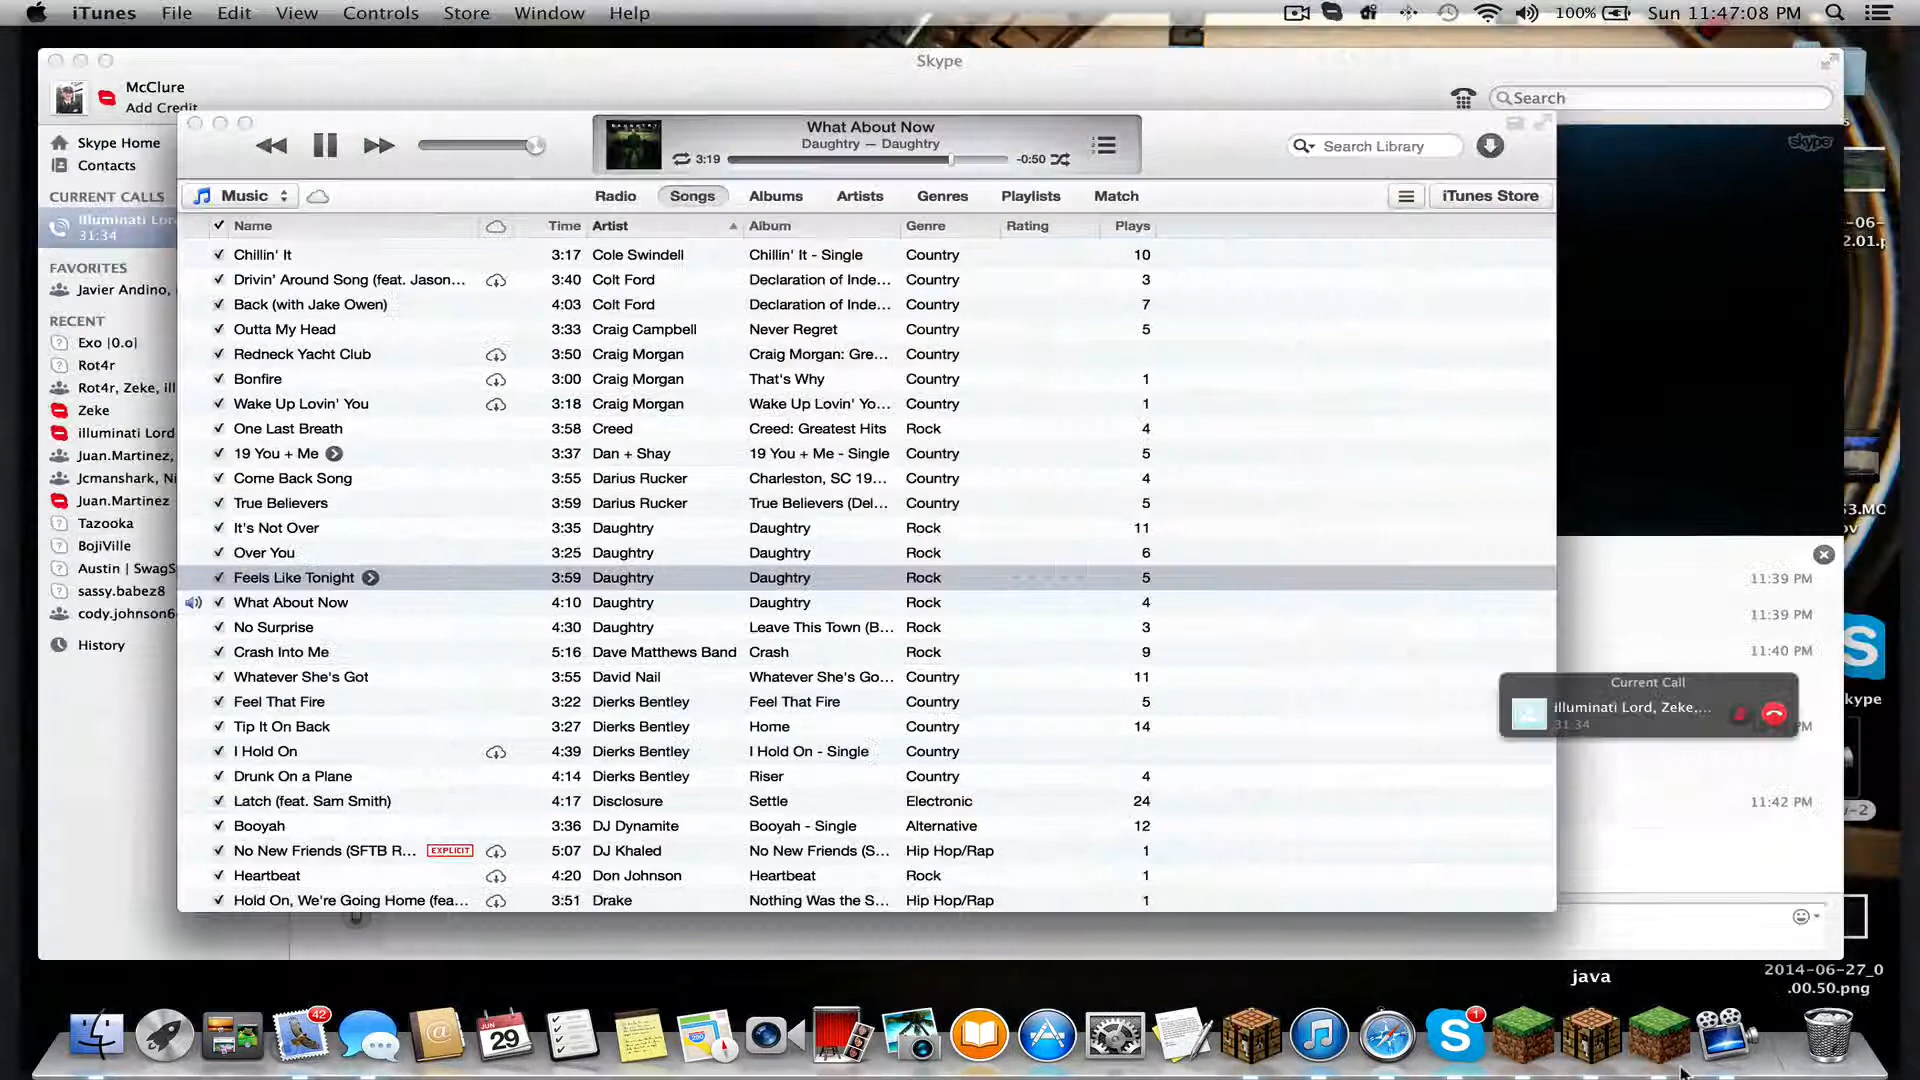 iTunes File Edit View Controls Store Window Help
100% Sun 11:47:08 PM
Skype
McClure
Add Credit
Search
Skype Home
Contacts
CURRENT CALLS
illuminati Lor
31:34
FAVORITES
Javier Andino,
RECENT
Exo |0.o|
Rot4r
Rot4r, Zeke, ill
Zeke
illuminati Lord
Juan.Martinez,
Jcmanshark, Ni
Juan.Martinez
Tazooka
BojiVille
Austin | SwagS
sassy.babez8
cody.johnson6
History
What About Now
Daughtry — Daughtry
3:19 -0:50
Search Library
Music Radio Songs Albums Artists Genres Playlists Match iTunes Store
Name Time Artist Album Genre Rating Plays
Chillin' It 3:17 Cole Swindell Chillin' It - Single Country 10
Drivin' Around Song (feat. Jason... 3:40 Colt Ford Declaration of Inde... Country 3
Back (with Jake Owen) 4:03 Colt Ford Declaration of Inde... Country 7
Outta My Head 3:33 Craig Campbell Never Regret Country 5
Redneck Yacht Club 3:50 Craig Morgan Craig Morgan: Gre... Country
Bonfire 3:00 Craig Morgan That's Why Country 1
Wake Up Lovin' You 3:18 Craig Morgan Wake Up Lovin' Yo... Country 1
One Last Breath 3:58 Creed Creed: Greatest Hits Rock 4
19 You + Me 3:37 Dan + Shay 19 You + Me - Single Country 5
Come Back Song 3:55 Darius Rucker Charleston, SC 19... Country 4
True Believers 3:59 Darius Rucker True Believers (Del... Country 5
It's Not Over 3:35 Daughtry Daughtry Rock 11
Over You 3:25 Daughtry Daughtry Rock 6
Feels Like Tonight 3:59 Daughtry Daughtry Rock 5
What About Now 4:10 Daughtry Daughtry Rock 4
No Surprise 4:30 Daughtry Leave This Town (B... Rock 3
Crash Into Me 5:16 Dave Matthews Band Crash Rock 9
Whatever She's Got 3:55 David Nail Whatever She's Go... Country 11
Feel That Fire 3:22 Dierks Bentley Feel That Fire Country 5
Tip It On Back 3:27 Dierks Bentley Home Country 14
I Hold On 4:39 Dierks Bentley I Hold On - Single Country
Drunk On a Plane 4:14 Dierks Bentley Riser Country 4
Latch (feat. Sam Smith) 4:17 Disclosure Settle Electronic 24
Booyah 3:36 DJ Dynamite Booyah - Single Alternative 12
No New Friends (SFTB R... EXPLICIT 5:07 DJ Khaled No New Friends (S... Hip Hop/Rap 1
Heartbeat 4:20 Don Johnson Heartbeat Rock 1
Hold On, We're Going Home (fea... 3:51 Drake Nothing Was the S... Hip Hop/Rap 1
skype
-06-
2.01.p
3.MC
ov
11:39 PM
11:39 PM
11:40 PM
Current Call
illuminati Lord, Zeke,...
31:34
PM
kype
11:42 PM
-2
java
2014-06-27_0
.00.50.png
42
JUN
29
1